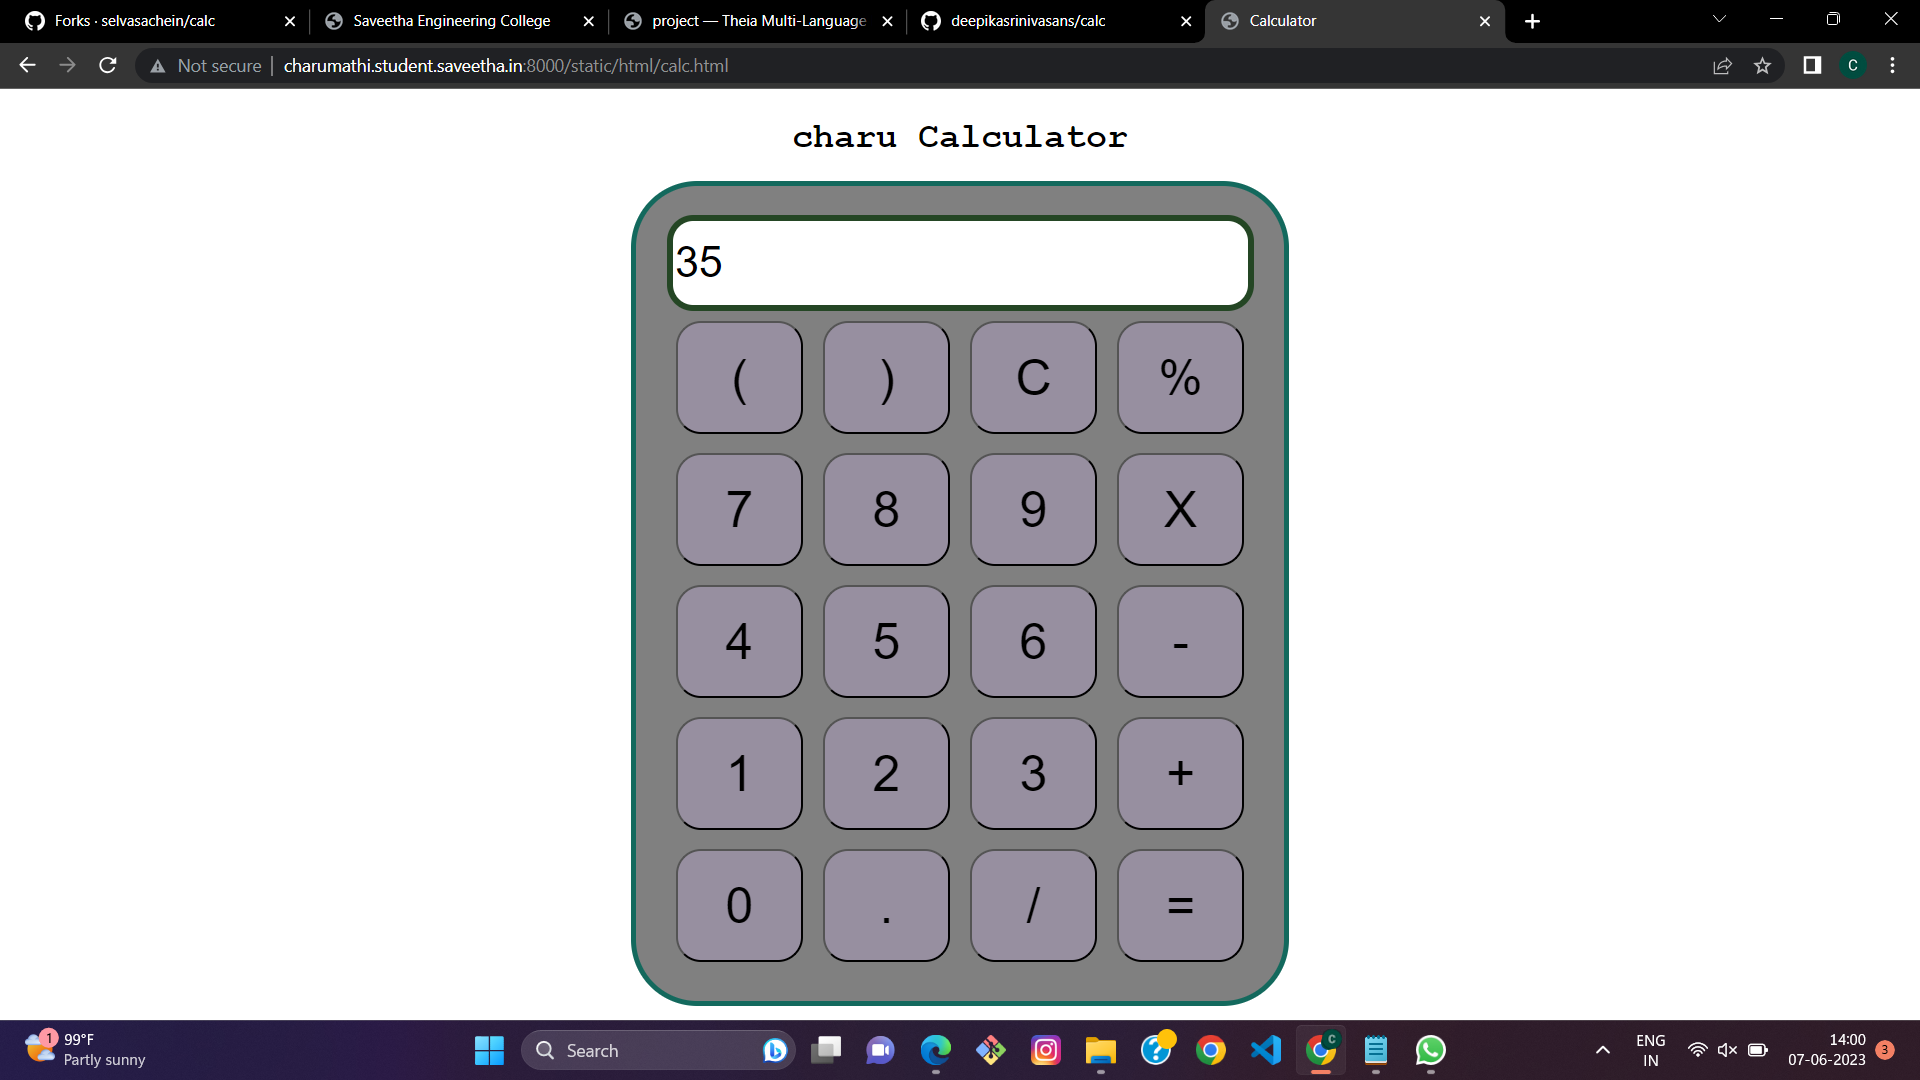 Forks · selvasachein/calc
Saveetha Engineering College
project — Theia Multi-Language
deepikasrinivasans/calc
Calculator
Not secure
charumathi.student.saveetha.in:8000/static/html/calc.html
C
charu Calculator
35
( ) C %
7 8 9 X
4 5 6 -
1 2 3 +
0 . / =
1
99°F
Partly sunny
Search
C
ENG
IN
14:00
07-06-2023
3